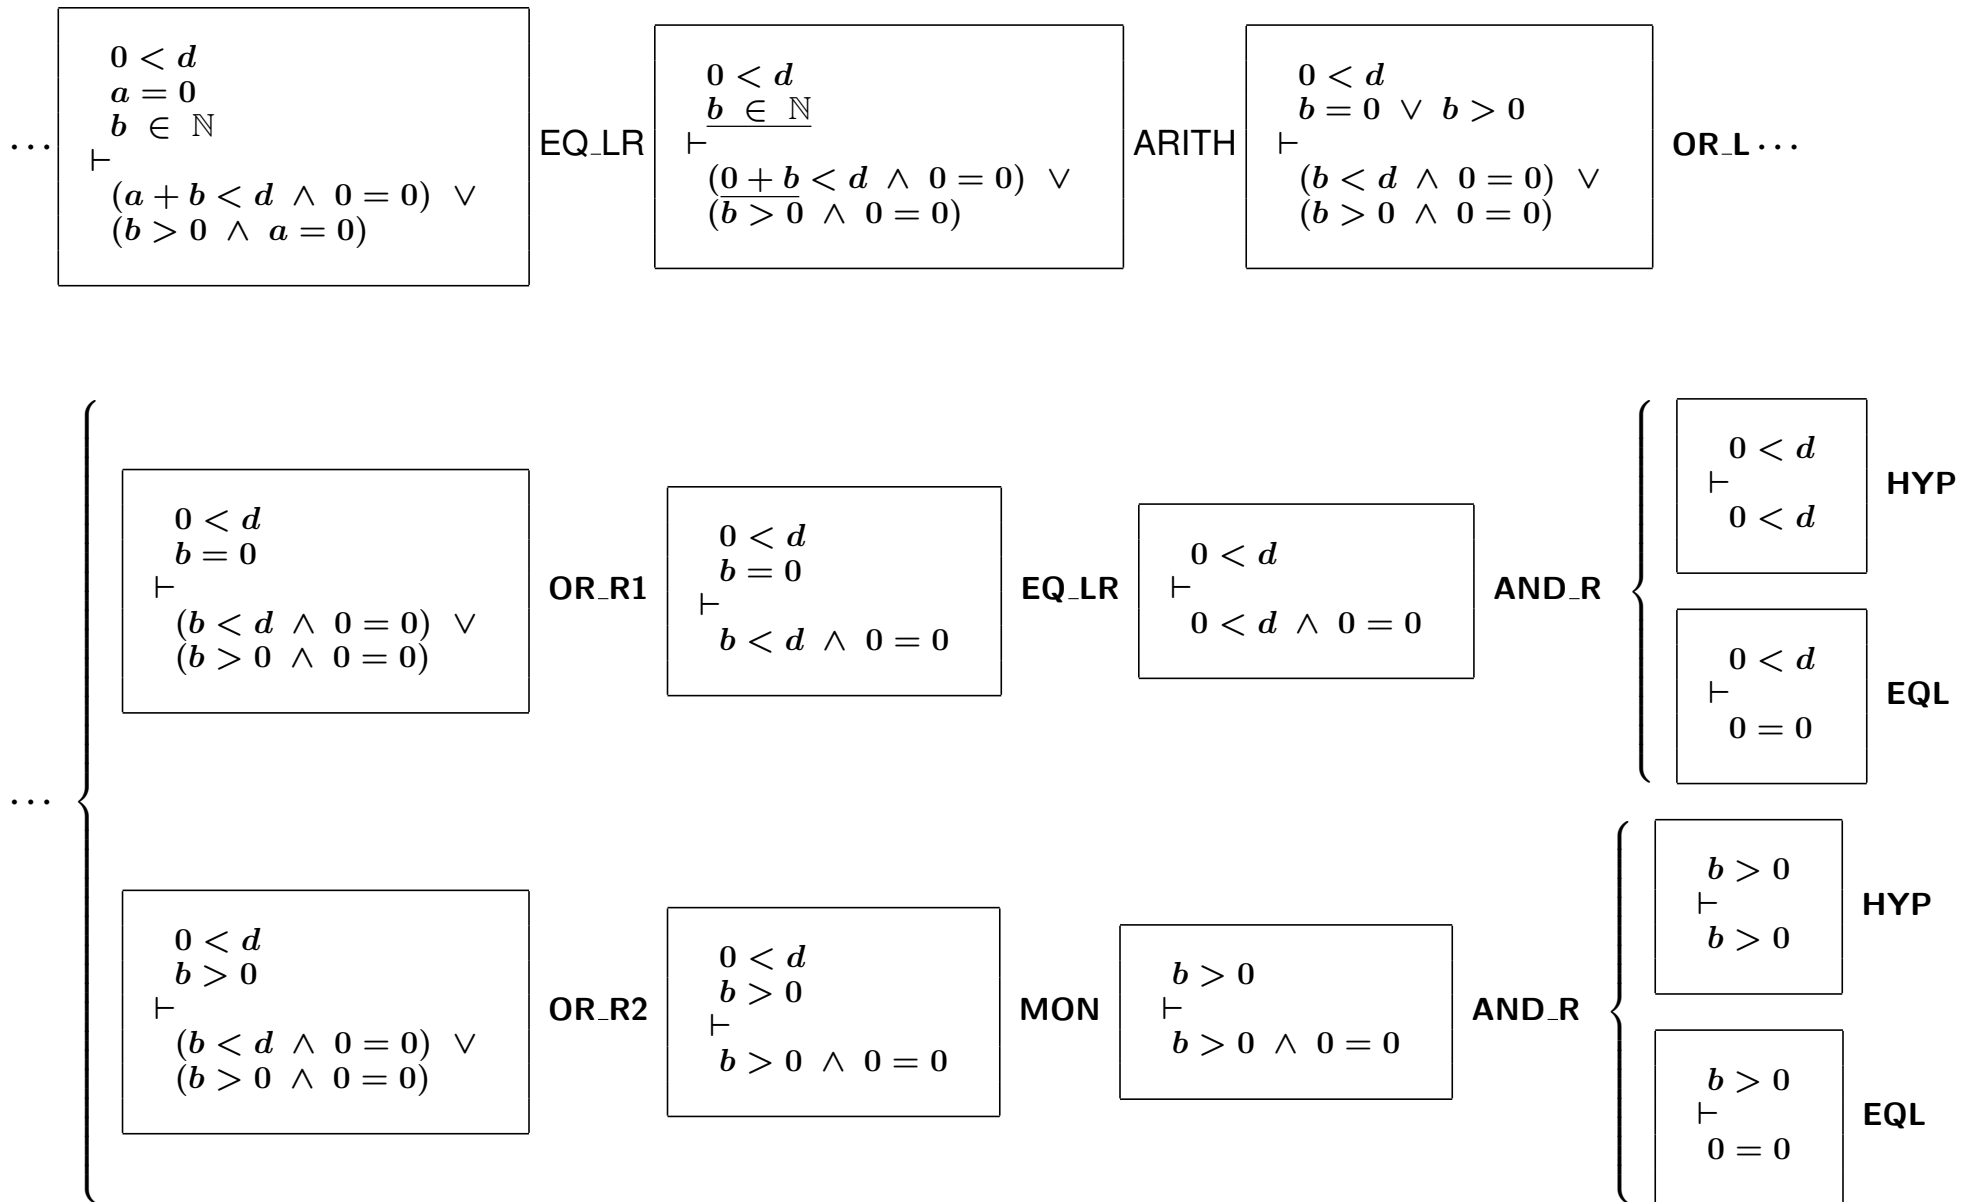 ··· 0 < d
a = 0
b ∈ ℕ
⊢
(a + b < d ∧ 0 = 0) ∨
(b > 0 ∧ a = 0)
EQ_LR
0 < d
b ∈ ℕ
⊢
(0 + b < d ∧ 0 = 0) ∨
(b > 0 ∧ 0 = 0)
ARITH
0 < d
b = 0 ∨ b > 0
⊢
(b < d ∧ 0 = 0) ∨
(b > 0 ∧ 0 = 0)
OR_L ···
···
0 < d
b = 0
⊢
(b < d ∧ 0 = 0) ∨
(b > 0 ∧ 0 = 0)
OR_R1
0 < d
b = 0
⊢
b < d ∧ 0 = 0
EQ_LR
0 < d
⊢
0 < d ∧ 0 = 0
AND_R
0 < d
⊢
0 < d
HYP
0 < d
⊢
0 = 0
EQL
0 < d
b > 0
⊢
(b < d ∧ 0 = 0) ∨
(b > 0 ∧ 0 = 0)
OR_R2
0 < d
b > 0
⊢
b > 0 ∧ 0 = 0
MON
b > 0
⊢
b > 0 ∧ 0 = 0
AND_R
b > 0
⊢
b > 0
HYP
b > 0
⊢
0 = 0
EQL